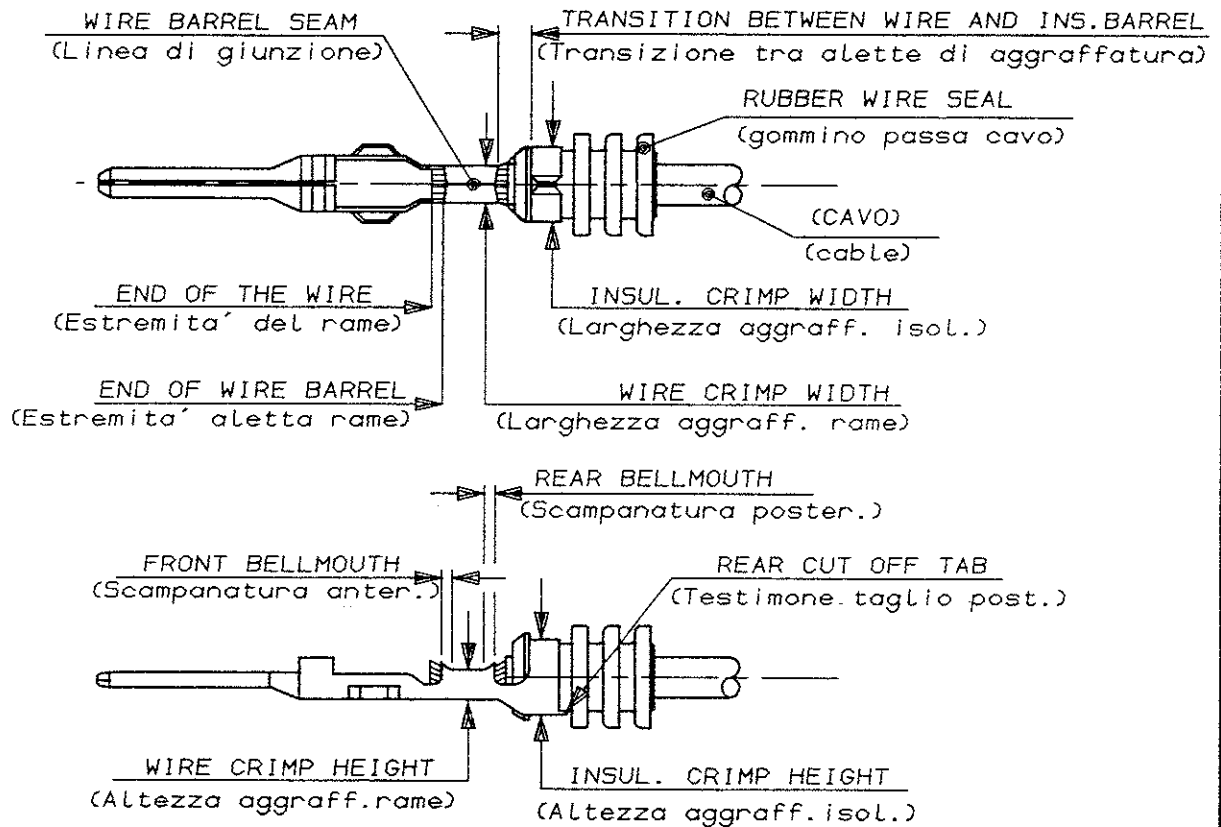 WIRE BARREL SEAM
(Linea di giunzione)
TRANSITION BETWEEN WIRE AND INS.BARREL
(Transizione tra alette di aggraffatura)
RUBBER WIRE SEAL
(gommino passa cavo)
(CAVO)
(cable)
END OF THE WIRE
(Estremita' del rame)
INSUL. CRIMP WIDTH
(Larghezza aggraff. isol.)
END OF WIRE BARREL
(Estremita' aletta rame)
WIRE CRIMP WIDTH
(Larghezza aggraff. rame)
REAR BELLMOUTH
(Scampanatura poster.)
FRONT BELLMOUTH
(Scampanatura anter.)
REAR CUT OFF TAB
(Testimone taglio post.)
WIRE CRIMP HEIGHT
(Altezza aggraff.rame)
INSUL. CRIMP HEIGHT
(Altezza aggraff.isol.)